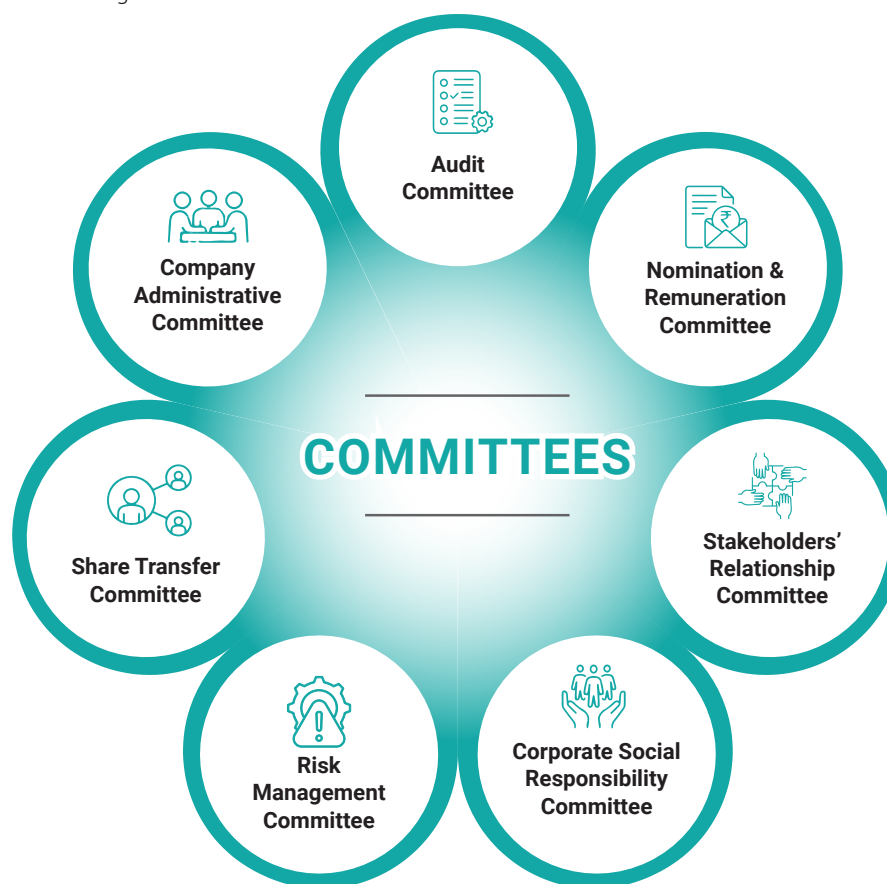 Audit
Committee
Nomination &
Remuneration
Committee
Stakeholders’
Relationship
Committee
Corporate Social
Responsibility
Committee
Risk
Management
Committee
Share Transfer
Committee
Company
Administrative
Committee
COMMITTEES